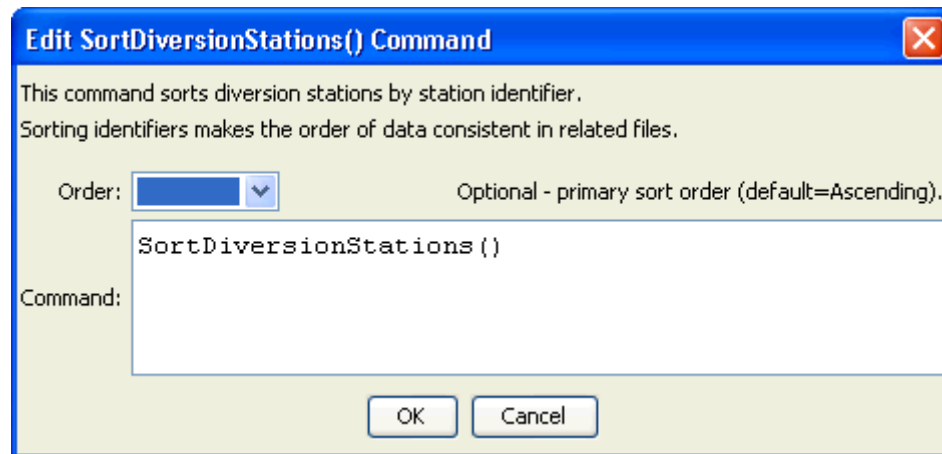 Edit SortDiversionStations() Command
This command sorts diversion stations by station identifier.
Sorting identifiers makes the order of data consistent in related files.
Order: Optional - primary sort order (default=Ascending).
SortDiversionStations()
Command:
OK Cancel